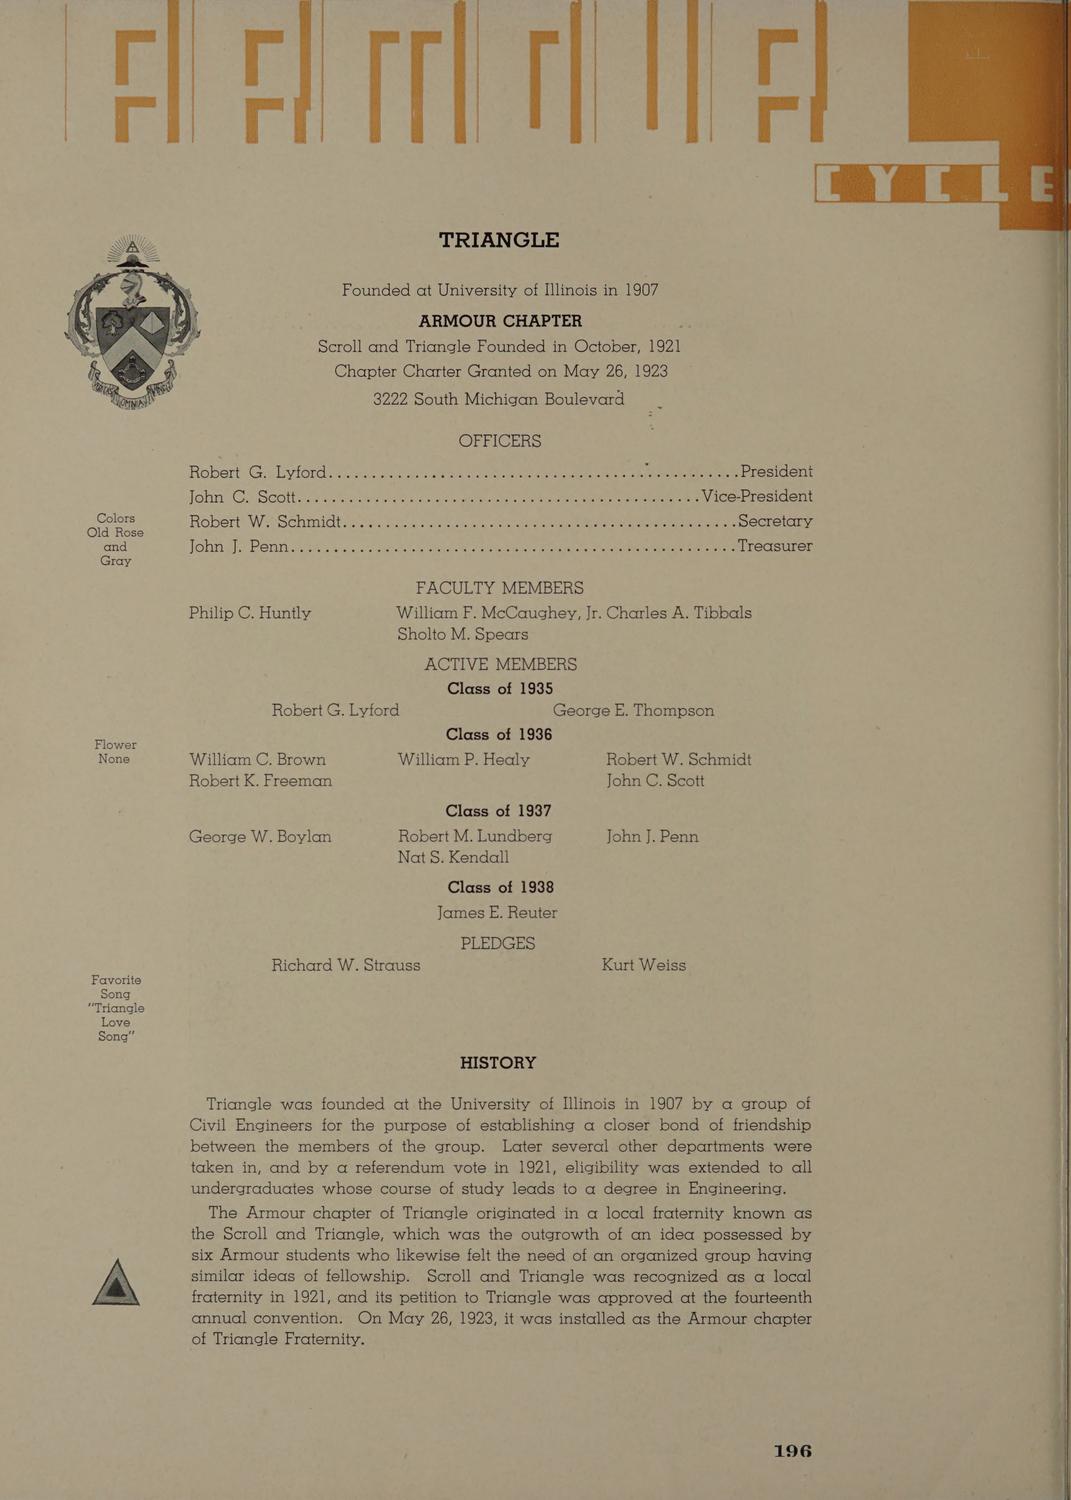 CYCLE
TRIANGLE
Founded at University of Illinois in 1907
ARMOUR CHAPTER
Scroll and Triangle Founded in October, 1921
Chapter Charter Granted on May 26, 1923
3222 South Michigan Boulevard
OFFICERS
Robert G. Lyford................................................President
John C. Scott...............................................Vice-President
Robert W. Schmidt..............................................Secretary
John J. Penn....................................................Treasurer
Colors
Old Rose
and
Gray
FACULTY MEMBERS
Philip C. Huntly William F. McCaughey, Jr. Charles A. Tibbals
Sholto M. Spears
ACTIVE MEMBERS
Class of 1935
Robert G. Lyford George E. Thompson
Class of 1936
Flower
None
William C. Brown William P. Healy Robert W. Schmidt
Robert K. Freeman John C. Scott
Class of 1937
George W. Boylan Robert M. Lundberg John J. Penn
Nat S. Kendall
Class of 1938
James E. Reuter
PLEDGES
Richard W. Strauss Kurt Weiss
Favorite
Song
"Triangle
Love
Song"
HISTORY
Triangle was founded at the University of Illinois in 1907 by a group of
Civil Engineers for the purpose of establishing a closer bond of friendship
between the members of the group. Later several other departments were
taken in, and by a referendum vote in 1921, eligibility was extended to all
undergraduates whose course of study leads to a degree in Engineering.
The Armour chapter of Triangle originated in a local fraternity known as
the Scroll and Triangle, which was the outgrowth of an idea possessed by
six Armour students who likewise felt the need of an organized group having
similar ideas of fellowship. Scroll and Triangle was recognized as a local
fraternity in 1921, and its petition to Triangle was approved at the fourteenth
annual convention. On May 26, 1923, it was installed as the Armour chapter
of Triangle Fraternity.
196